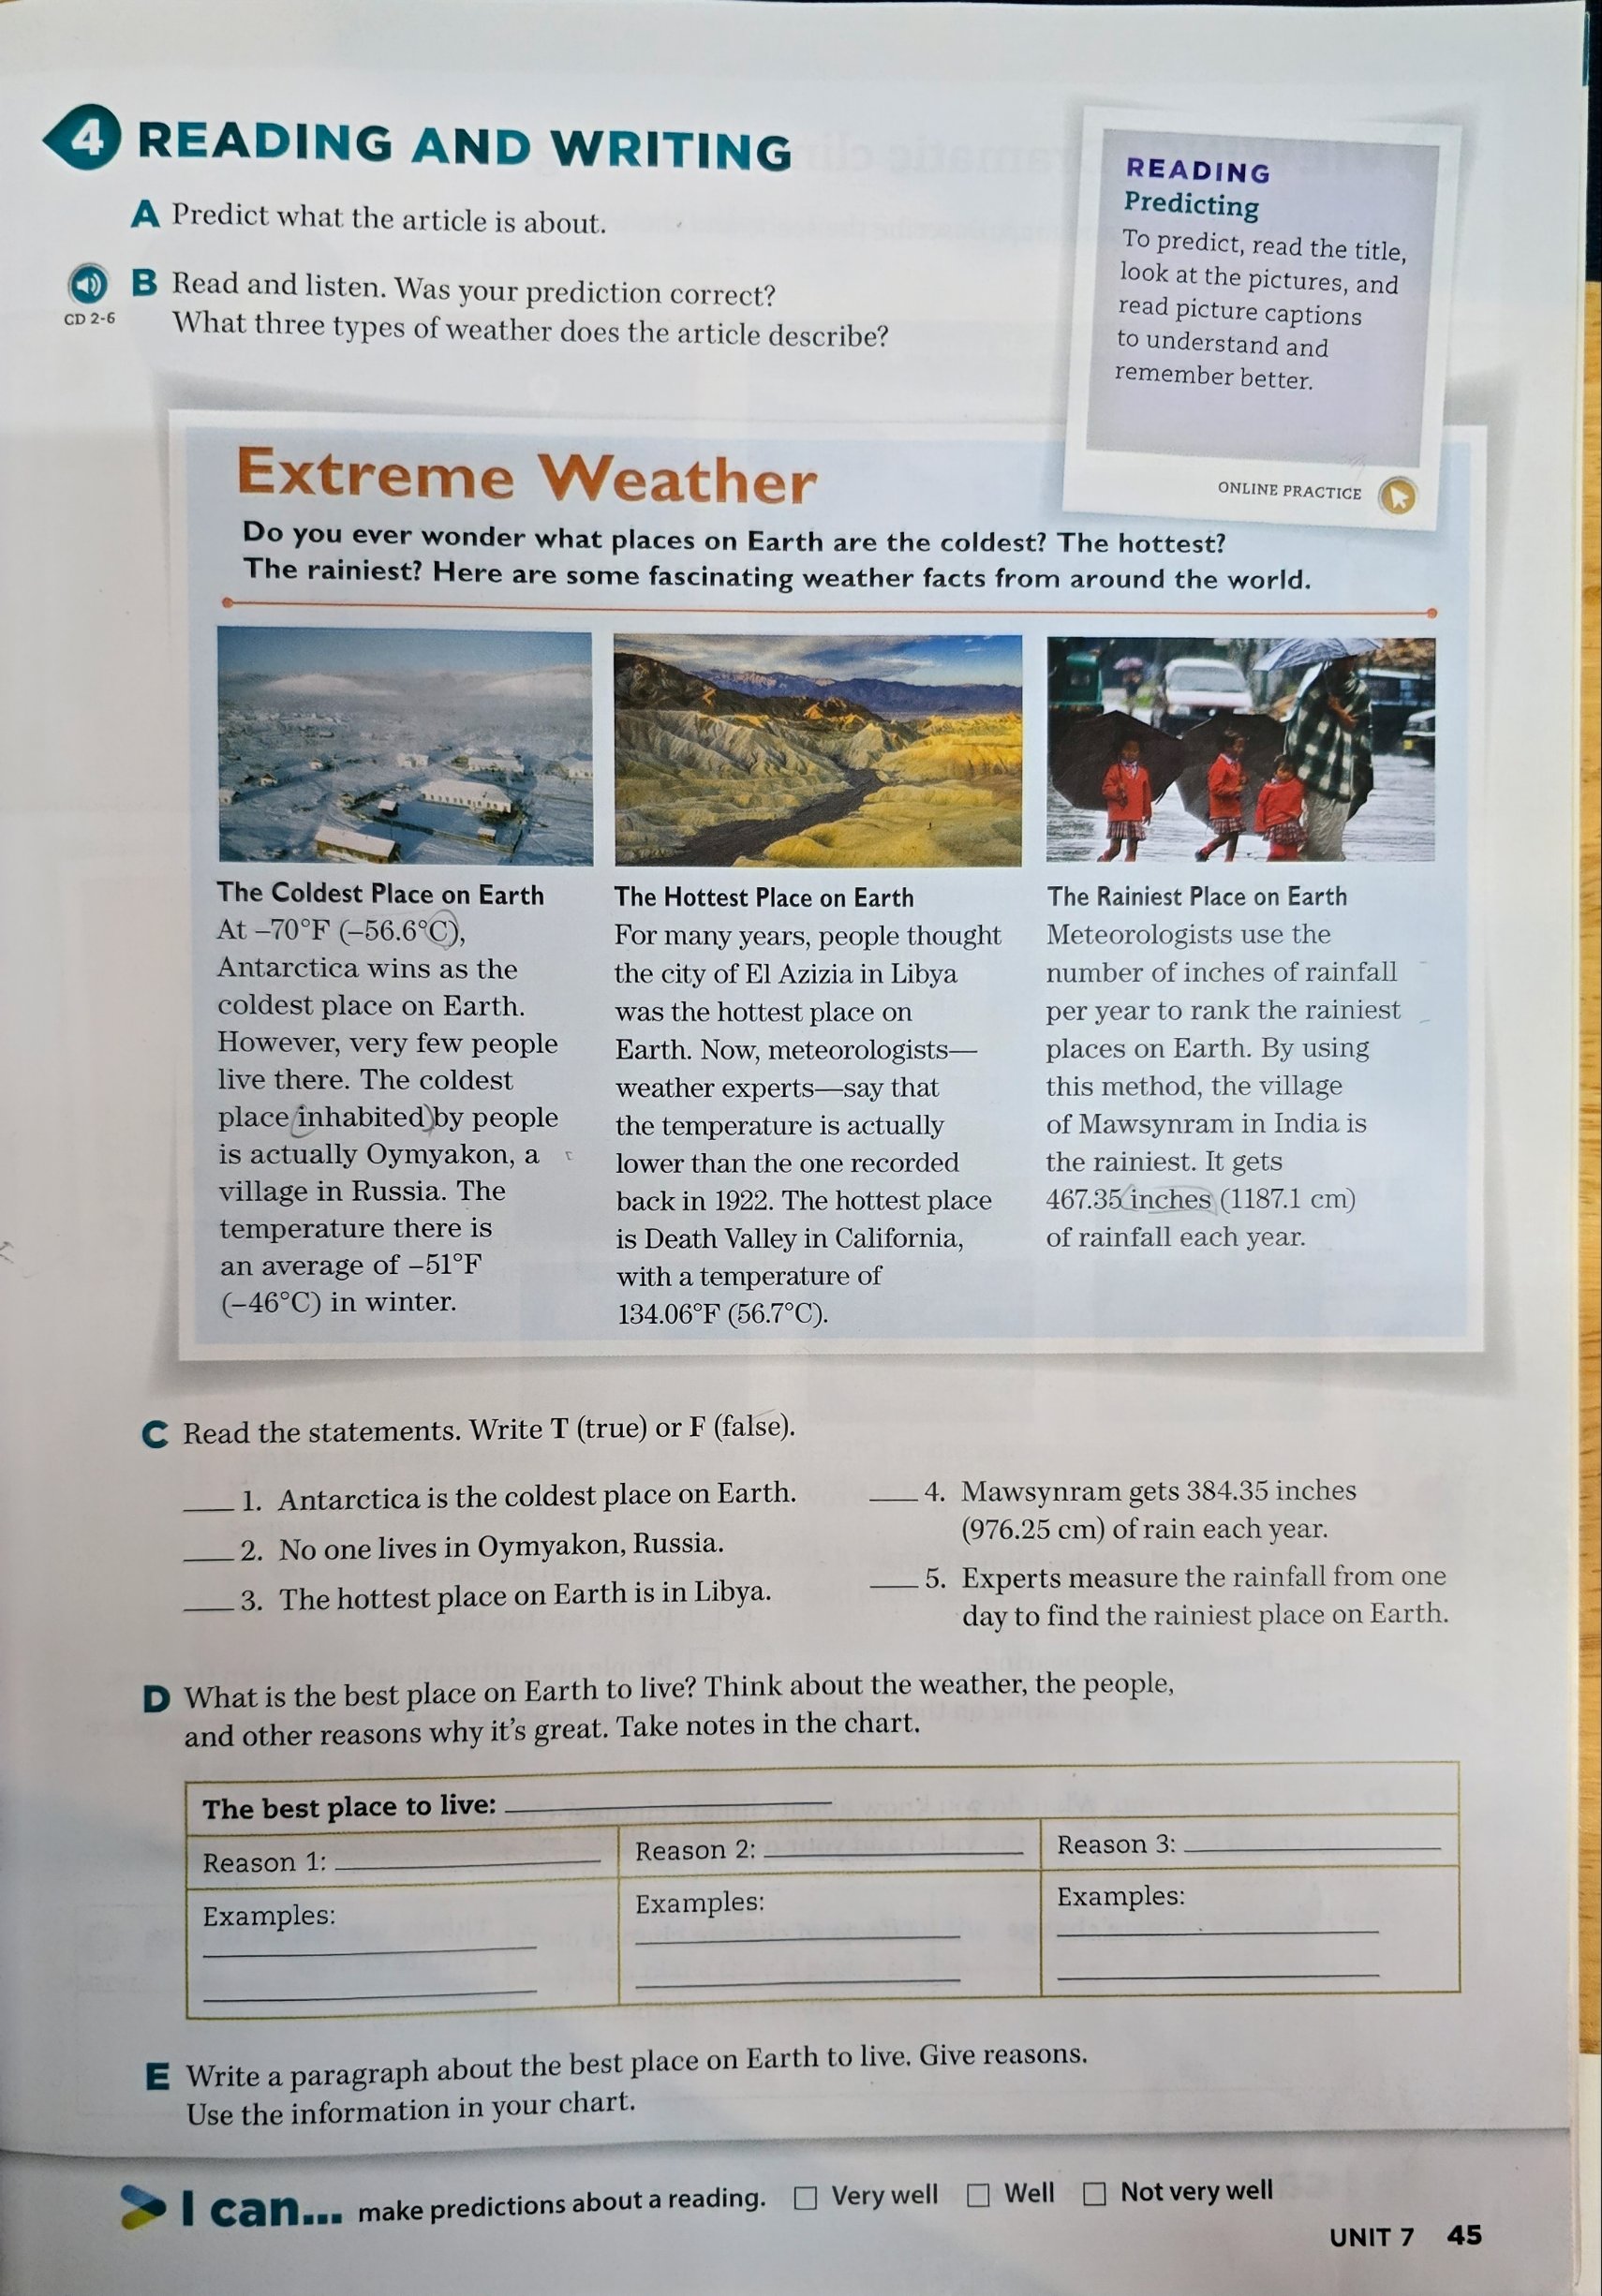 4 READING AND WRITING
A Predict what the article is about.
B Read and listen. Was your prediction correct?
What three types of weather does the article describe?
CD 2-6
READING
Predicting
To predict, read the title,
look at the pictures, and
read picture captions
to understand and
remember better.
ONLINE PRACTICE
Extreme Weather
Do you ever wonder what places on Earth are the coldest? The hottest?
The rainiest? Here are some fascinating weather facts from around the world.
The Coldest Place on Earth
At –70°F (–56.6°C),
Antarctica wins as the
coldest place on Earth.
However, very few people
live there. The coldest
place inhabited by people
is actually Oymyakon, a
village in Russia. The
temperature there is
an average of –51°F
(–46°C) in winter.
The Hottest Place on Earth
For many years, people thought
the city of El Azizia in Libya
was the hottest place on
Earth. Now, meteorologists—
weather experts—say that
the temperature is actually
lower than the one recorded
back in 1922. The hottest place
is Death Valley in California,
with a temperature of
134.06°F (56.7°C).
The Rainiest Place on Earth
Meteorologists use the
number of inches of rainfall
per year to rank the rainiest
places on Earth. By using
this method, the village
of Mawsynram in India is
the rainiest. It gets
467.35 inches (1187.1 cm)
of rainfall each year.
C Read the statements. Write T (true) or F (false).
1. Antarctica is the coldest place on Earth.
2. No one lives in Oymyakon, Russia.
3. The hottest place on Earth is in Libya.
4. Mawsynram gets 384.35 inches
(976.25 cm) of rain each year.
5. Experts measure the rainfall from one
day to find the rainiest place on Earth.
D What is the best place on Earth to live? Think about the weather, the people,
and other reasons why it's great. Take notes in the chart.
The best place to live:
Reason 1:
Reason 2:
Reason 3:
Examples:
Examples:
Examples:
E Write a paragraph about the best place on Earth to live. Give reasons.
Use the information in your chart.
I can... make predictions about a reading. Very well Well Not very well
UNIT 7 45